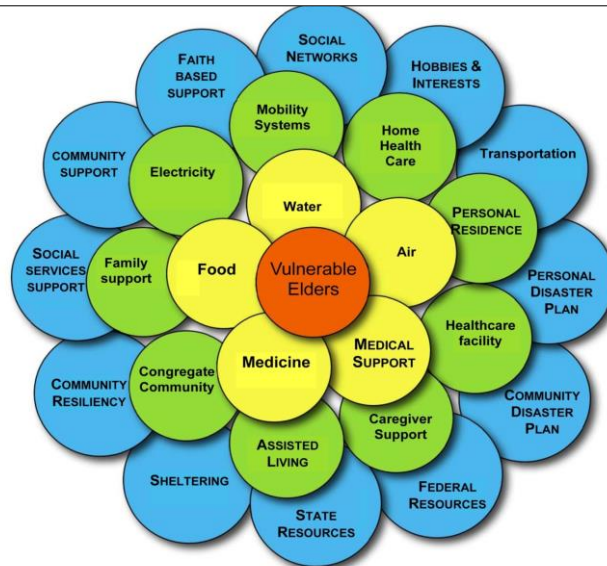 SOCIAL
NETWORKS
HOBBIES &
INTERESTS
Transportation
PERSONAL
DISASTER
PLAN
COMMUNITY
DISASTER
PLAN
FEDERAL
RESOURCES
STATE
RESOURCES
SHELTERING
COMMUNITY
RESILIENCY
SOCIAL
SERVICES
SUPPORT
COMMUNITY
SUPPORT
FAITH
BASED
SUPPORT
Mobility
Systems
Home
Health
Care
PERSONAL
RESIDENCE
Healthcare
facility
Caregiver
Support
ASSISTED
LIVING
Congregate
Community
Family
support
Electricity
Water
Air
MEDICAL
SUPPORT
Medicine
Food
Vulnerable
Elders